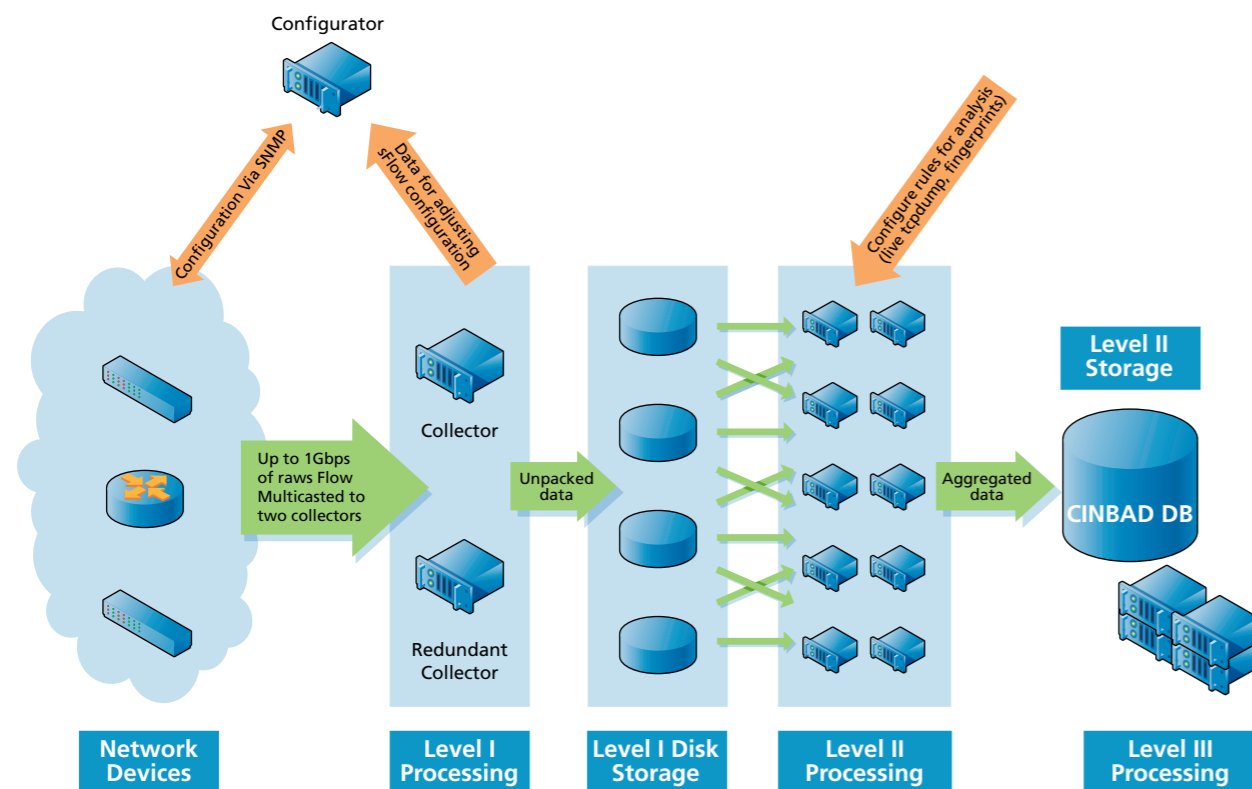 Configurator
Configuration Via SNMP
Data for adjusting
sFlow configuration
Configure rules for analysis
(live tcpdump, fingerprints)
Up to 1Gbps
of raws Flow
Multicasted to
two collectors
Collector
Redundant
Collector
Unpacked
data
Aggregated
data
Level II
Storage
CINBAD DB
Network
Devices
Level I
Processing
Level I Disk
Storage
Level II
Processing
Level III
Processing